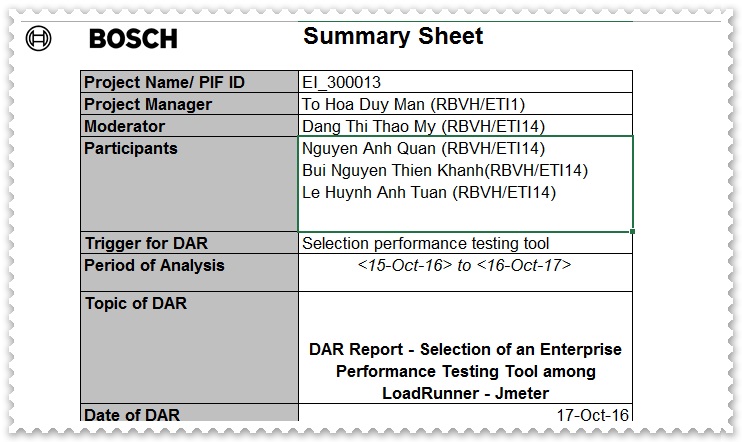 BOSCH
Summary Sheet
Project Name/ PIF ID EI_300013
Project Manager To Hoa Duy Man (RBVH/ETI1)
Moderator Dang Thi Thao My (RBVH/ETI14)
Participants Nguyen Anh Quan (RBVH/ETI14)
Bui Nguyen Thien Khanh(RBVH/ETI14)
Le Huynh Anh Tuan (RBVH/ETI14)
Trigger for DAR Selection performance testing tool
Period of Analysis <15-Oct-16> to <16-Oct-17>
Topic of DAR
DAR Report - Selection of an Enterprise
Performance Testing Tool among
LoadRunner - Jmeter
Date of DAR 17-Oct-16